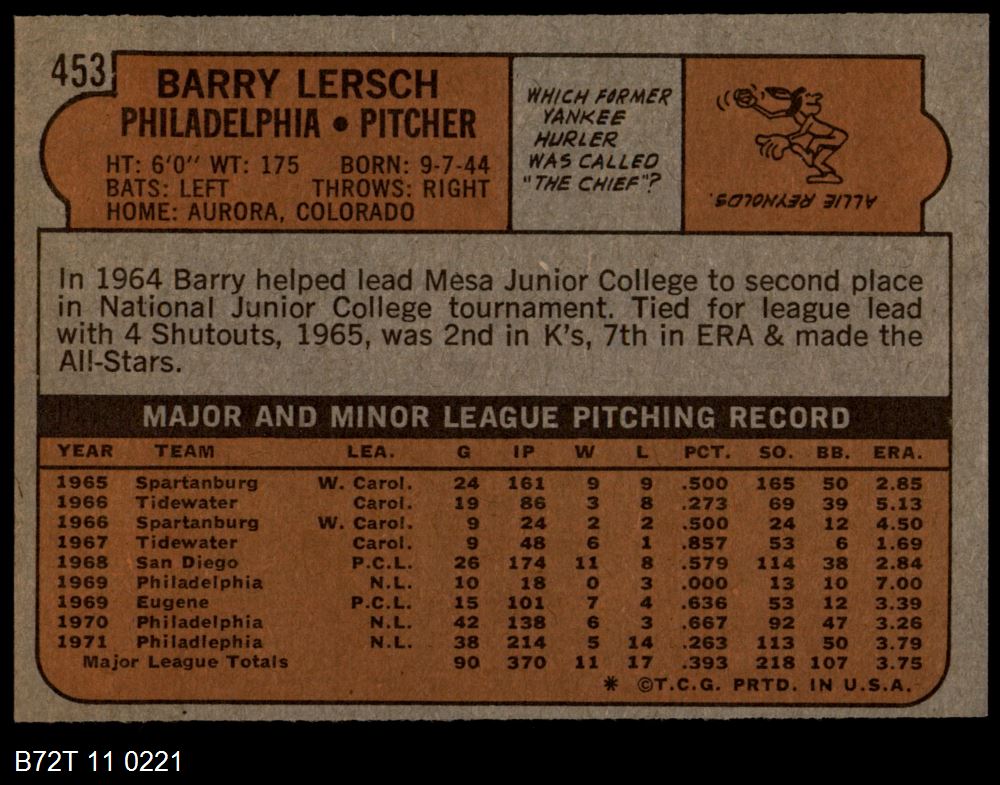 453
BARRY LERSCH
PHILADELPHIA • PITCHER
HT: 6'0" WT: 175 BORN: 9-7-44
BATS: LEFT THROWS: RIGHT
HOME: AURORA, COLORADO
WHICH FORMER
YANKEE
HURLER
WAS CALLED
"THE CHIEF"?
ALLIE REYNOLDS.
In 1964 Barry helped lead Mesa Junior College to second place
in National Junior College tournament. Tied for league lead
with 4 Shutouts, 1965, was 2nd in K's, 7th in ERA & made the
All-Stars.
MAJOR AND MINOR LEAGUE PITCHING RECORD
YEAR TEAM LEA. G IP W L PCT. SO. BB. ERA.
1965 Spartanburg W. Carol. 24 161 9 9 .500 165 50 2.85
1966 Tidewater Carol. 19 86 3 8 .273 69 39 5.13
1966 Spartanburg W. Carol. 9 24 2 2 .500 24 12 4.50
1967 Tidewater Carol. 9 48 6 1 .857 53 6 1.69
1968 San Diego P.C.L. 26 174 11 8 .579 114 38 2.84
1969 Philadelphia N.L. 10 18 0 3 .000 13 10 7.00
1969 Eugene P.C.L. 15 101 7 4 .636 53 12 3.39
1970 Philadelphia N.L. 42 138 6 3 .667 92 47 3.26
1971 Philadlephia N.L. 38 214 5 14 .263 113 50 3.79
Major League Totals 90 370 11 17 .393 218 107 3.75
* ©T.C.G. PRTD. IN U.S.A.
B72T 11 0221